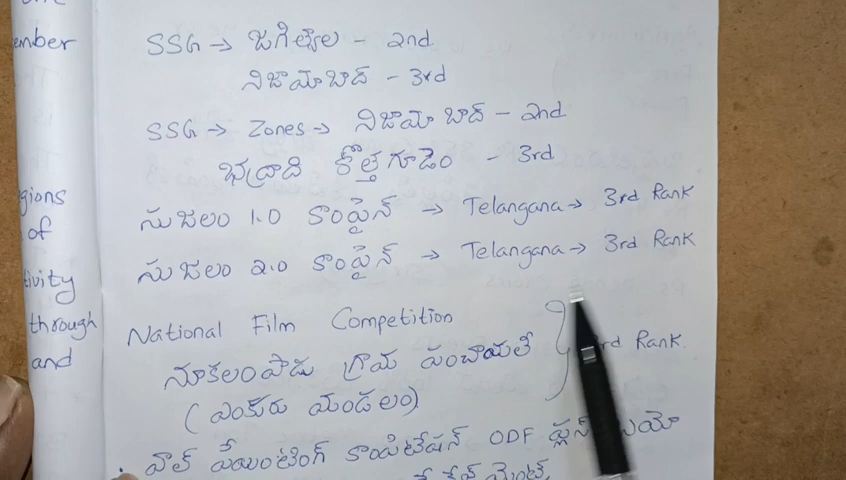 ember
SSG → జగిత్యాల - 2nd
నిజామాబాద్ - 3rd
SSG → Zones → నిజామాబాద్ - 2nd
భద్రాద్రి కొత్తగూడెం - 3rd
gions
of
tivity
through
and
సుజలం 1.0 కాంపైన్ → Telangana → 3rd Rank
సుజలం 2.0 కాంపైన్ → Telangana → 3rd Rank
National Film Competition
నూకలంపాడు గ్రామ పంచాయతీ rd Rank.
(ఎంకురు మండలం)
వాల్ పేయింటింగ్ కాంపిటేషన్ ODF